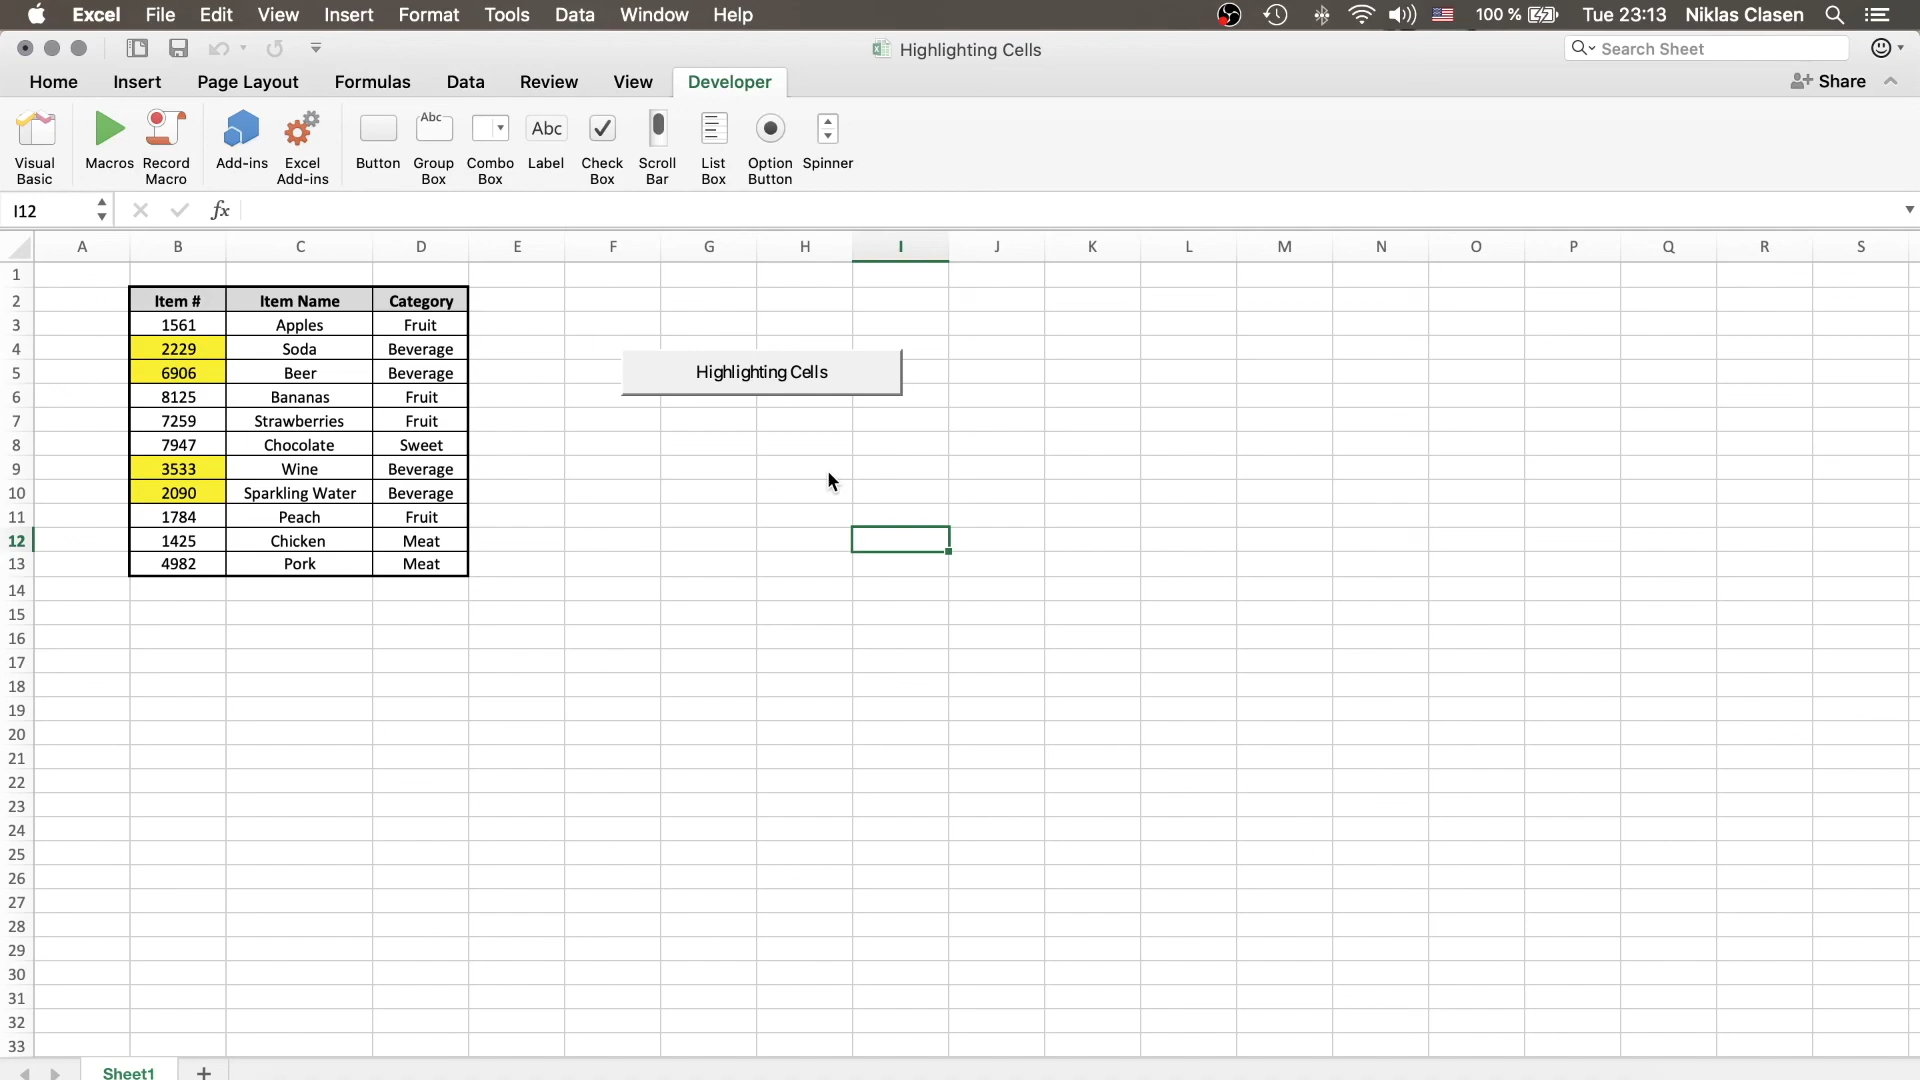 Excel File Edit View Insert Format Tools Data Window Help 100 % Tue 23:13 Niklas Clasen
Highlighting Cells
Search Sheet
Home Insert Page Layout Formulas Data Review View Developer Share
Visual Basic
Macros
Record Macro
Add-ins
Excel Add-ins
Button
Abc
Group Box
Combo Box
Abc
Label
Check Box
Scroll Bar
List Box
Option Button
Spinner
I12 fx
A B C D E F G H I J K L M N O P Q R S
1
2 Item # Item Name Category
3 1561 Apples Fruit
4 2229 Soda Beverage
5 6906 Beer Beverage
6 8125 Bananas Fruit
7 7259 Strawberries Fruit
8 7947 Chocolate Sweet
9 3533 Wine Beverage
10 2090 Sparkling Water Beverage
11 1784 Peach Fruit
12 1425 Chicken Meat
13 4982 Pork Meat
Highlighting Cells
14
15
16
17
18
19
20
21
22
23
24
25
26
27
28
29
30
31
32
33
Sheet1 +